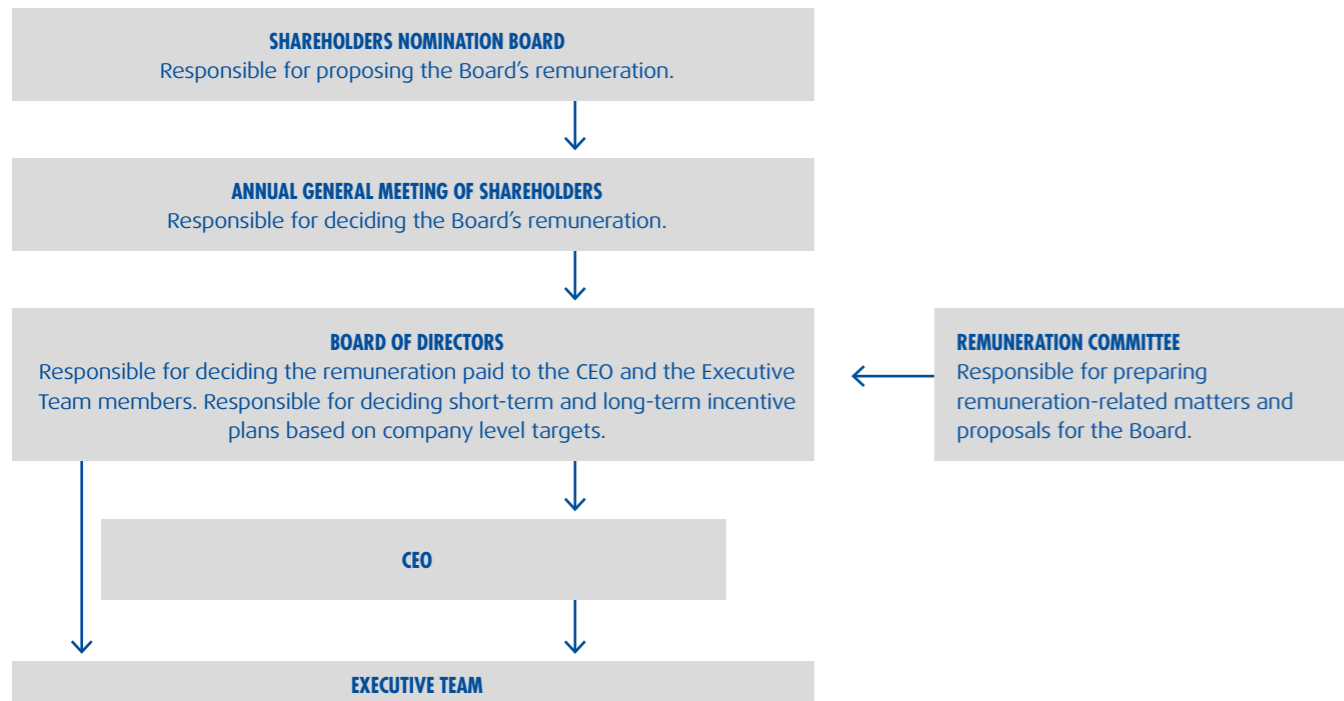 SHAREHOLDERS NOMINATION BOARD
Responsible for proposing the Board’s remuneration.
ANNUAL GENERAL MEETING OF SHAREHOLDERS
Responsible for deciding the Board’s remuneration.
BOARD OF DIRECTORS
Responsible for deciding the remuneration paid to the CEO and the Executive
Team members. Responsible for deciding short-term and long-term incentive
plans based on company level targets.
REMUNERATION COMMITTEE
Responsible for preparing
remuneration-related matters and
proposals for the Board.
CEO
EXECUTIVE TEAM